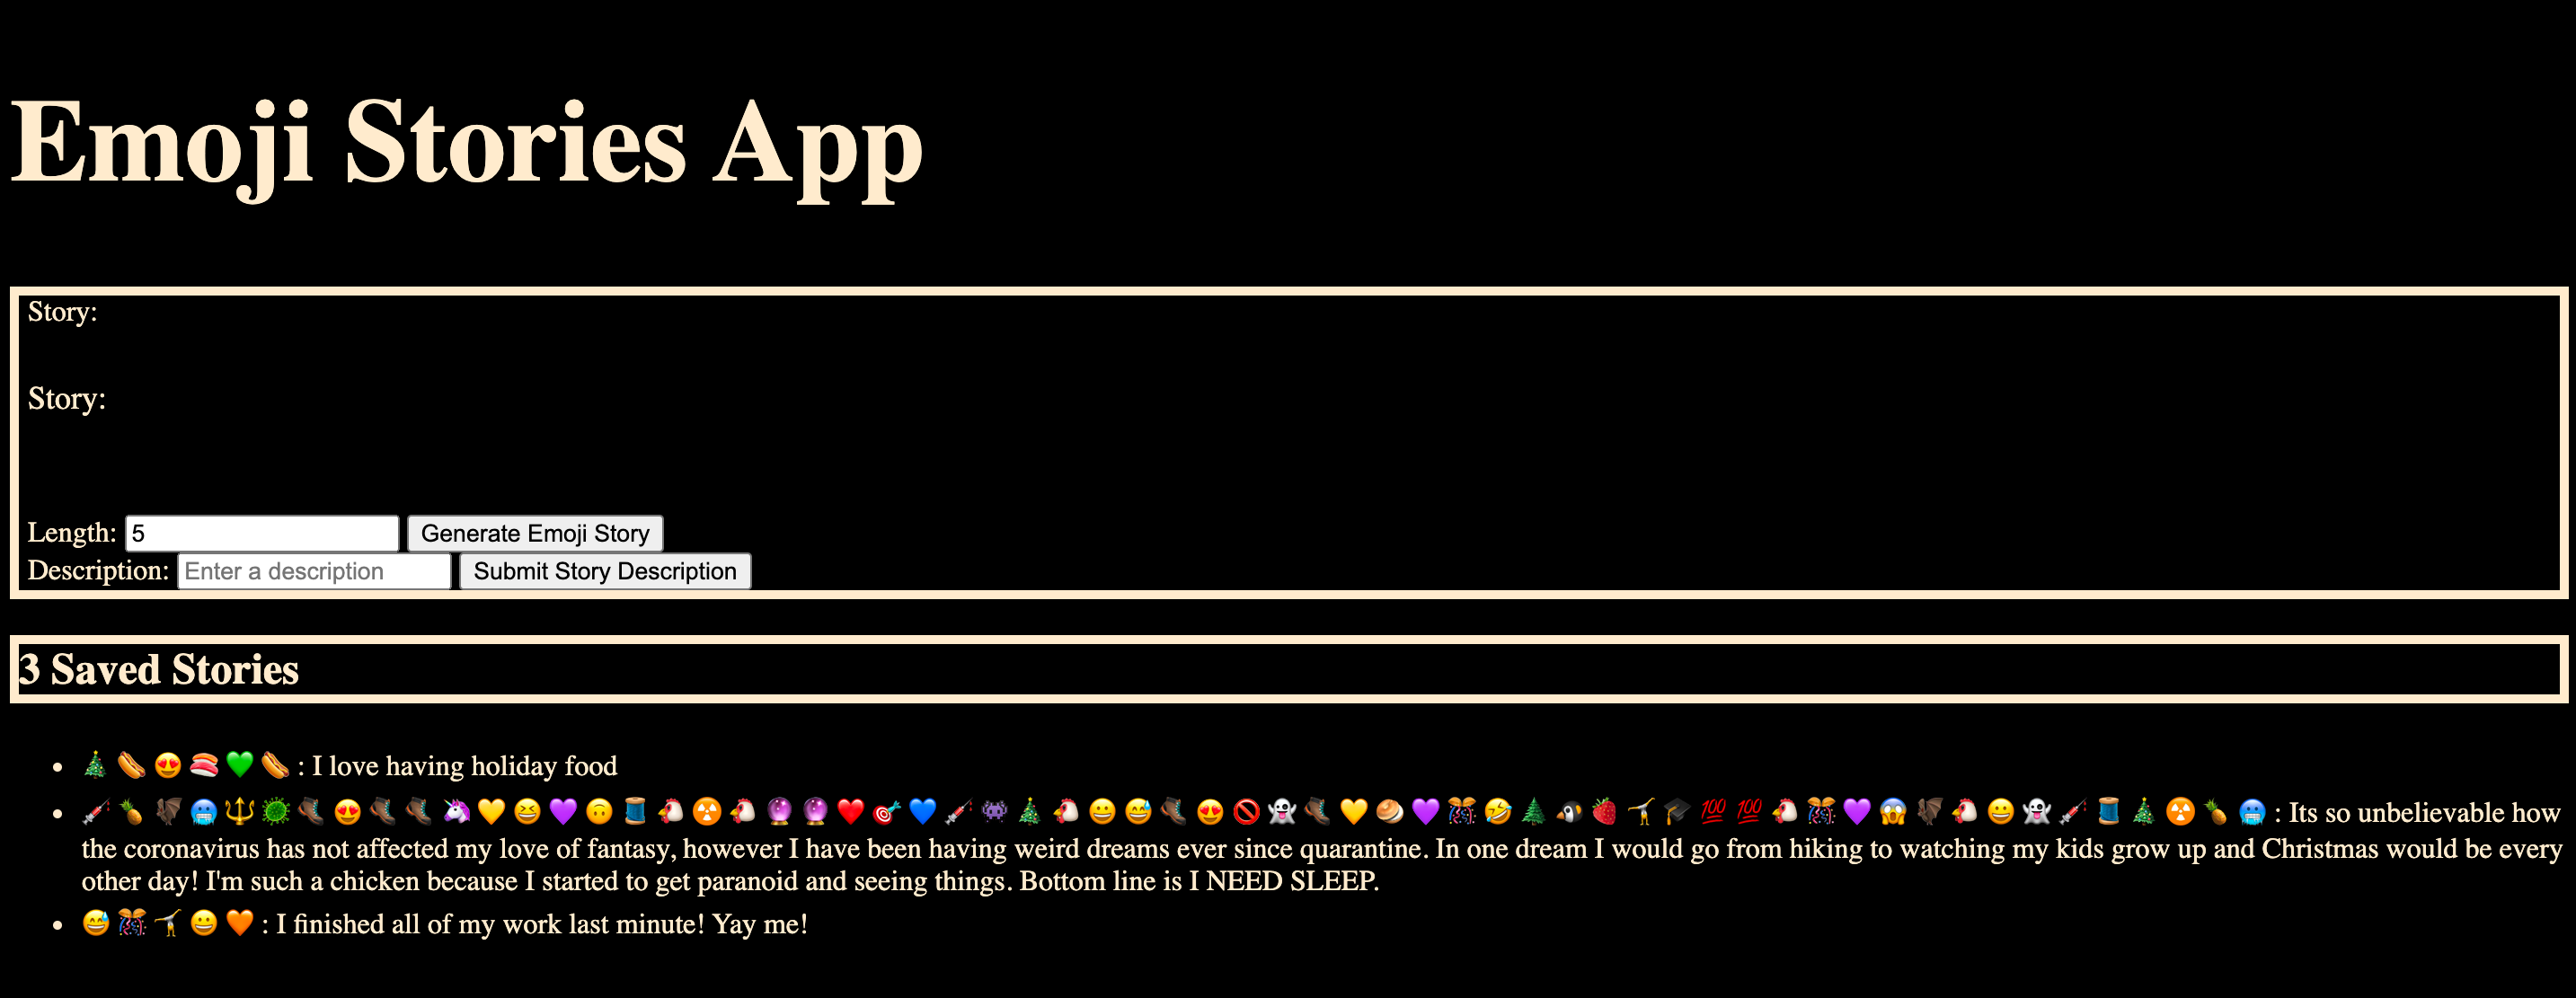 Emoji Stories App
Story:
Story:
Length: 5 Generate Emoji Story
Description: Enter a description Submit Story Description
3 Saved Stories
• 🎄 🌭 😍 🍣 💚 🌭 : I love having holiday food
• 💉 🍍 🦇 🥶 🔱 🦠 🥾 😍 🥾 🥾 🦄 💛 😆 💜 🙃 🧵 🐔 ☢️ 🐔 🔮 🔮 ❤️ 🎯 💙 💉 👾 🎄 🐔 😀 😅 🥾 😍 🚫 👻 🥾 💛 🥯 💜 🎊 🤣 🌲 🐧 🍓 🤸 🎓 💯 💯 🐔 🎊 💜 😱 🦇 🐔 😀 👻 💉 🧵 🎄 ☢️ 🍍 🥶 : Its so unbelievable how
the coronavirus has not affected my love of fantasy, however I have been having weird dreams ever since quarantine. In one dream I would go from hiking to watching my kids grow up and Christmas would be every
other day! I'm such a chicken because I started to get paranoid and seeing things. Bottom line is I NEED SLEEP.
• 😅 🎊 🤸 😀 🧡 : I finished all of my work last minute! Yay me!